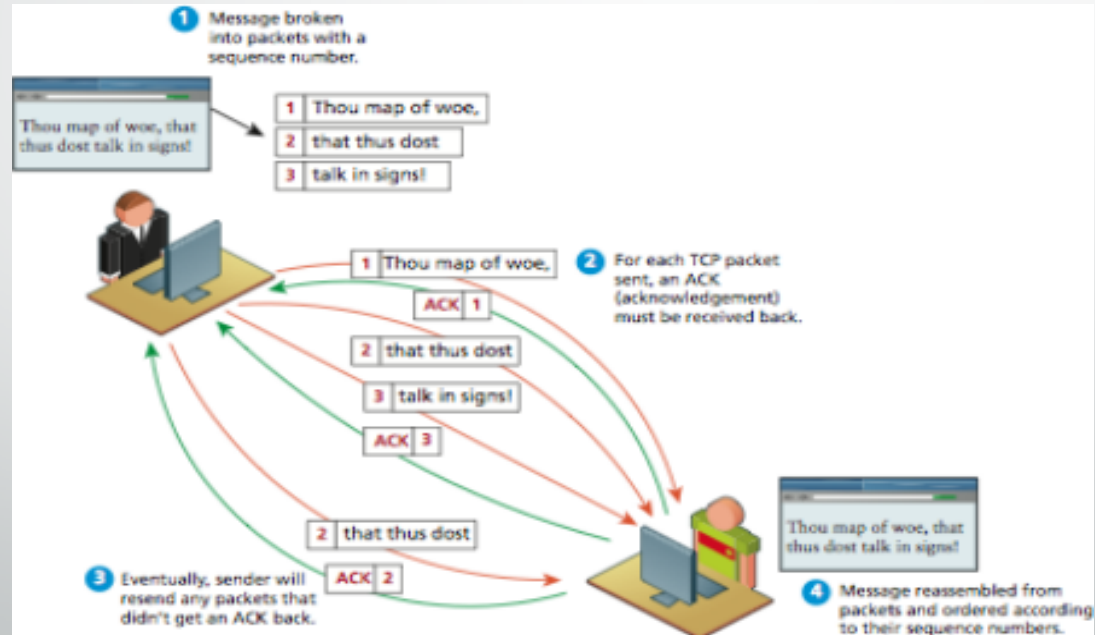 1 Message broken
into packets with a
sequence number.
Thou map of woe, that
thus dost talk in signs!
1 Thou map of woe,
2 that thus dost
3 talk in signs!
1 Thou map of woe,
ACK 1
2 For each TCP packet
sent, an ACK
(acknowledgement)
must be received back.
2 that thus dost
3 talk in signs!
ACK 3
2 that thus dost
ACK 2
3 Eventually, sender will
resend any packets that
didn't get an ACK back.
Thou map of woe, that
thus dost talk in signs!
4 Message reassembled from
packets and ordered according
to their sequence numbers.